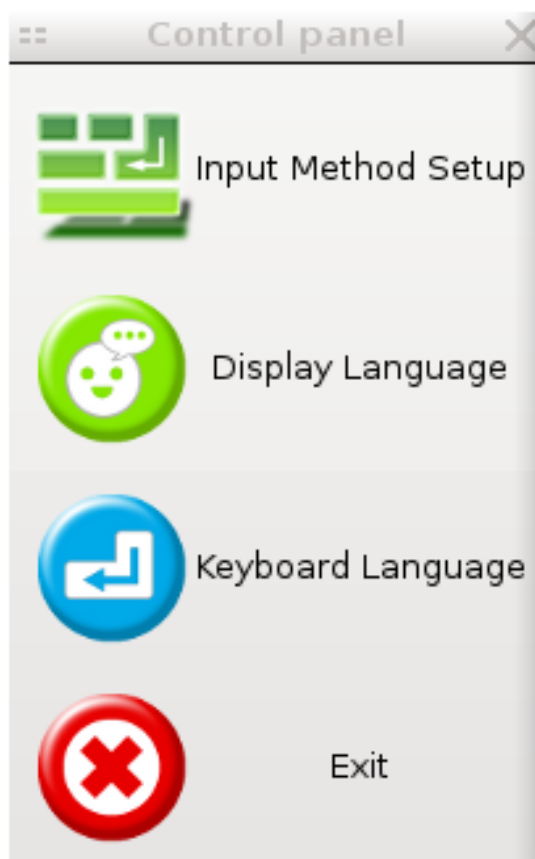 Control panel
Input Method Setup
Display Language
Keyboard Language
Exit